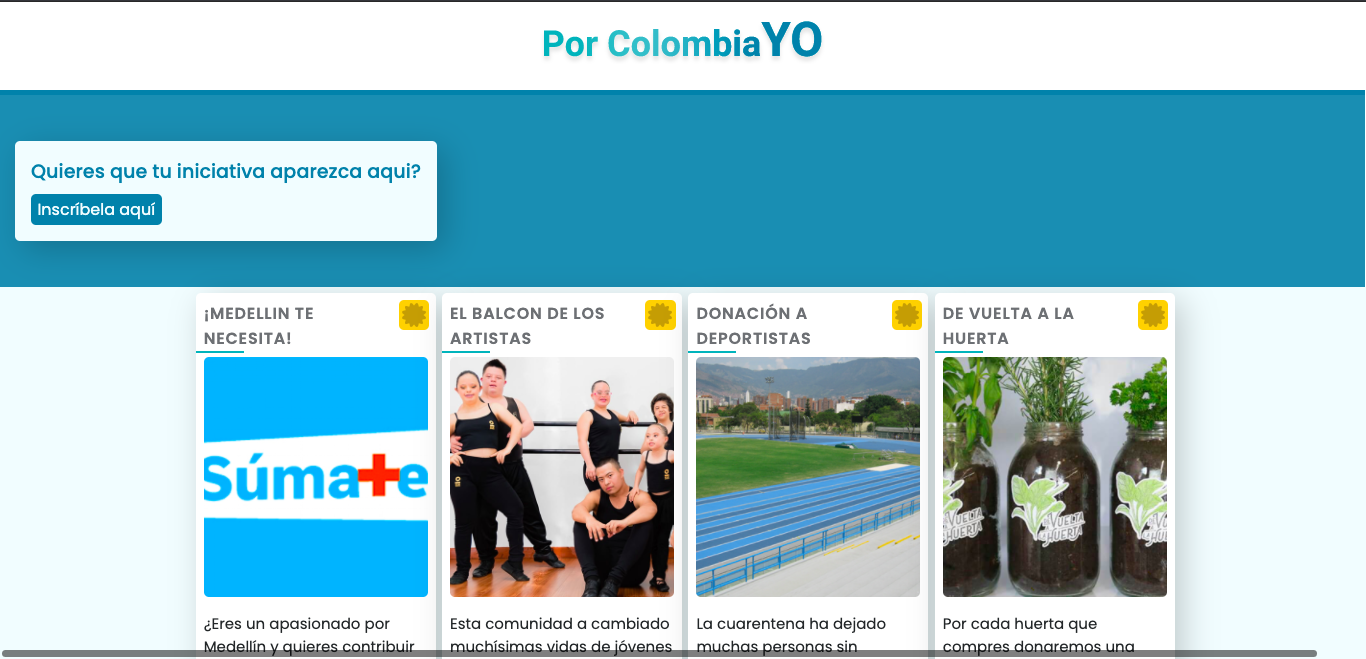 Por ColombiaYO
Quieres que tu iniciativa aparezca aqui?
Inscríbela aquí
¡MEDELLIN TE
NECESITA!
Súmate
¿Eres un apasionado por
Medellín y quieres contribuir
EL BALCON DE LOS
ARTISTAS
Esta comunidad a cambiado
muchísimas vidas de jóvenes
DONACIÓN A
DEPORTISTAS
La cuarentena ha dejado
muchas personas sin
DE VUELTA A LA
HUERTA
VUELTA
HUERTA
Por cada huerta que
compres donaremos una